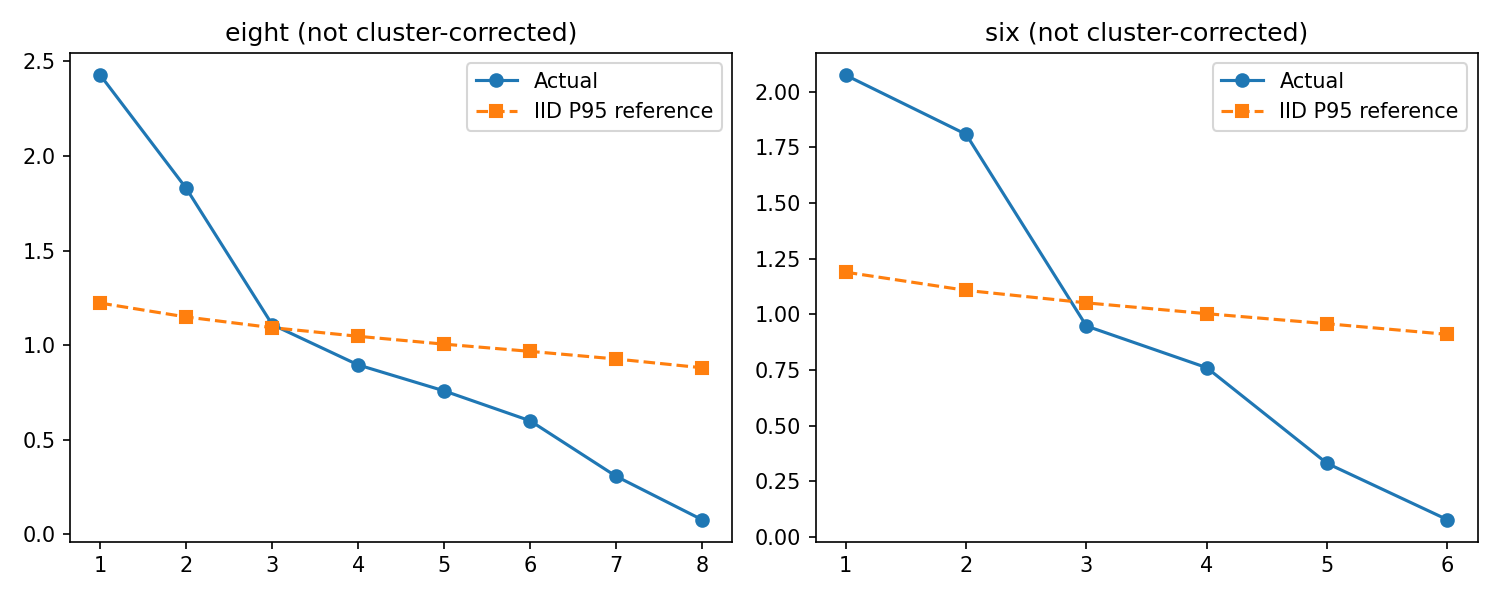 eight (not cluster-corrected)
2.5
2.0
1.5
1.0
0.5
0.0
Actual
IID P95 reference
1 2 3 4 5 6 7 8
six (not cluster-corrected)
2.00
1.75
1.50
1.25
1.00
0.75
0.50
0.25
0.00
Actual
IID P95 reference
1 2 3 4 5 6